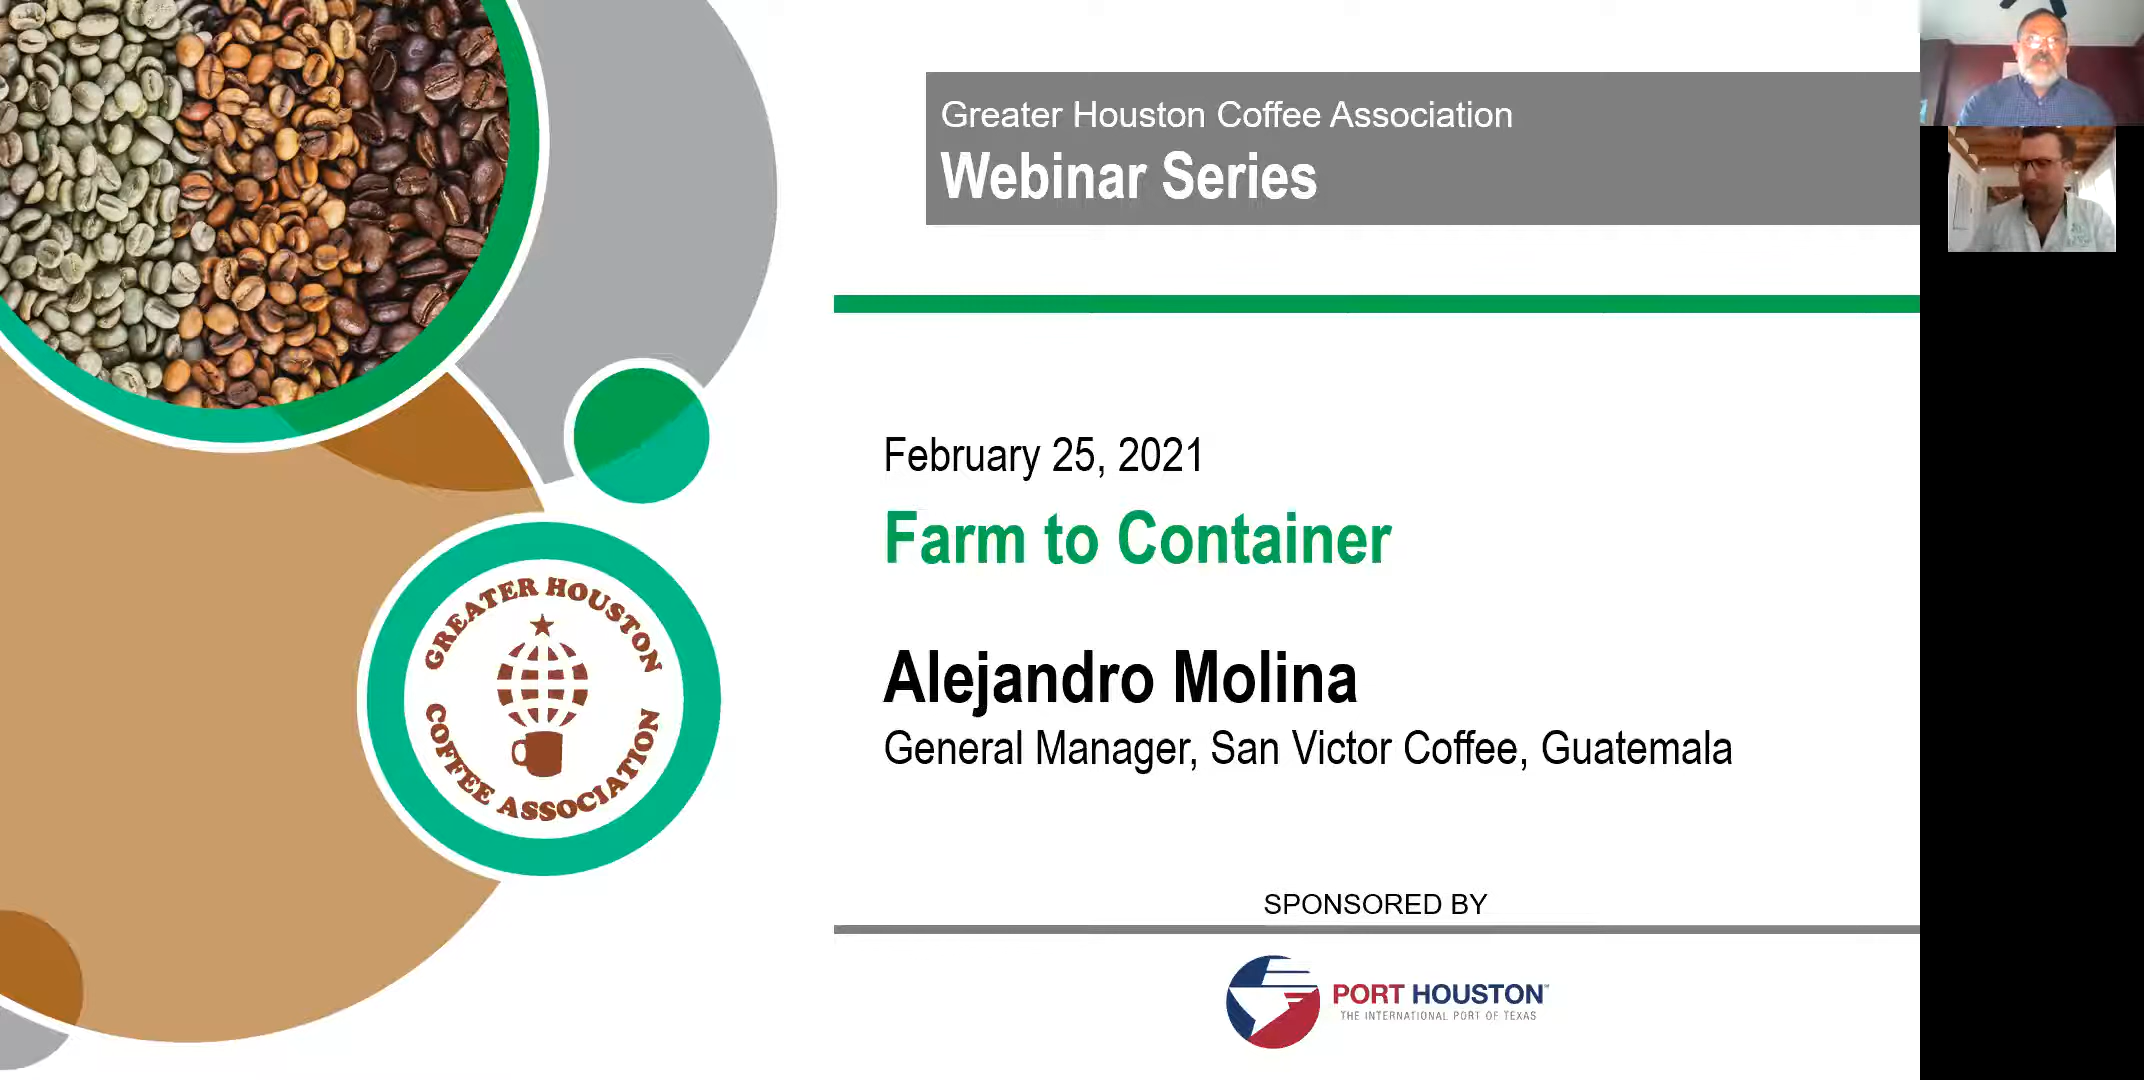 Greater Houston Coffee Association
Webinar Series
February 25, 2021
Farm to Container
Alejandro Molina
General Manager, San Victor Coffee, Guatemala
GREATER HOUSTON
COFFEE ASSOCIATION
SPONSORED BY
PORT HOUSTON™
THE INTERNATIONAL PORT OF TEXAS